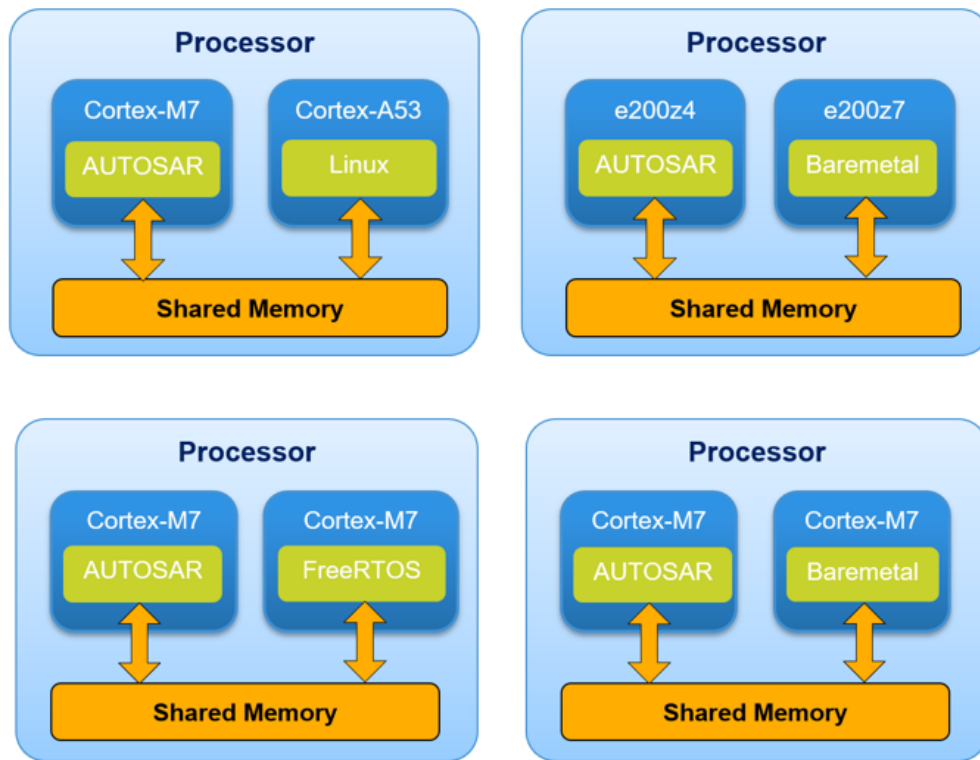 Processor
Cortex-M7
Cortex-A53
AUTOSAR
Linux
Shared Memory
Processor
e200z4
e200z7
AUTOSAR
Baremetal
Shared Memory
Processor
Cortex-M7
Cortex-M7
AUTOSAR
FreeRTOS
Shared Memory
Processor
Cortex-M7
Cortex-M7
AUTOSAR
Baremetal
Shared Memory